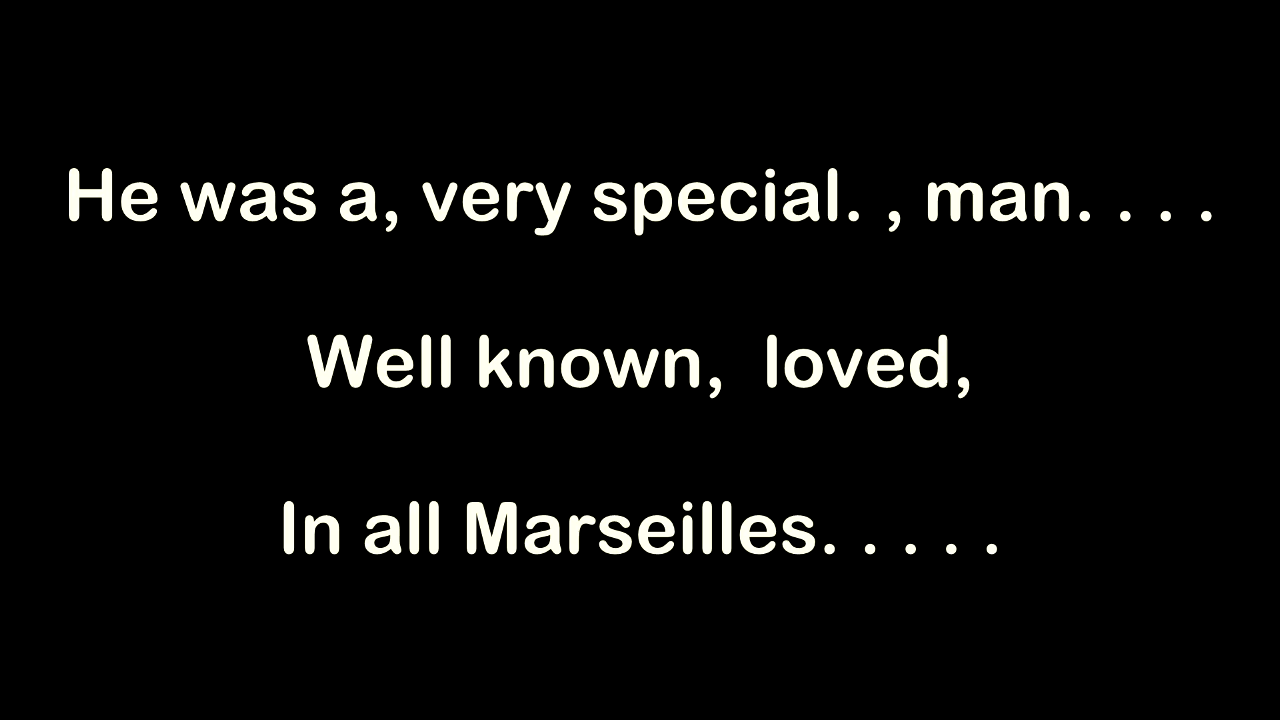 He was a, very special. , man. . . .
Well known,  loved,
In all Marseilles. . . . .